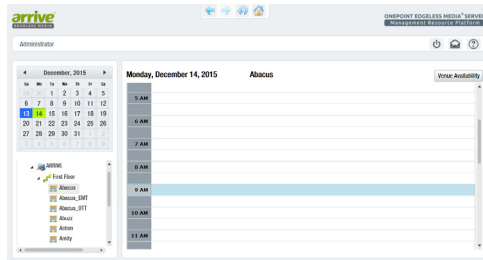 arrive
EDGELESS MEDIA
ONEPOINT EDGELESS MEDIA® SERVER
Management Resource Platform
Administrator
December, 2015
Su Mo Tu We Th Fr Sa
29 30 1 2 3 4 5
6 7 8 9 10 11 12
13 14 15 16 17 18 19
20 21 22 23 24 25 26
27 28 29 30 31 1 2
3 4 5 6 7 8 9
ARRIVE
First Floor
Abacus
Abacus_EMT
Abacus_OTT
Abuzz
Action
Amity
Monday, December 14, 2015 Abacus
Venue Availability
5 AM
6 AM
7 AM
8 AM
9 AM
10 AM
11 AM